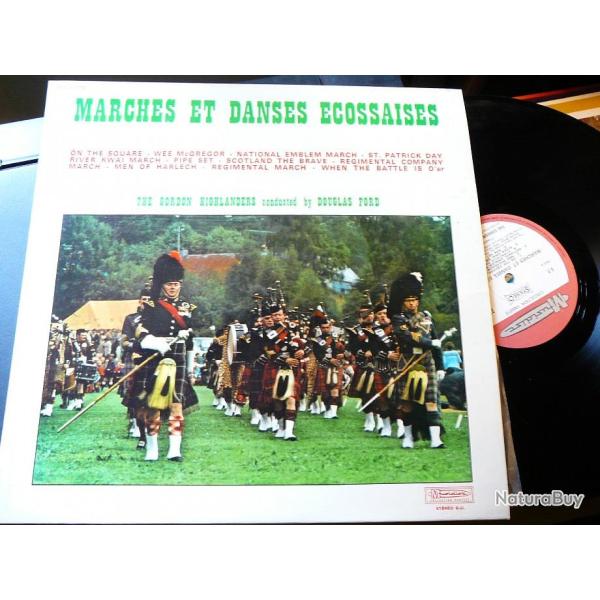 MARCHES ET DANSES ECOSSAISES
ON THE SQUARE - WEE McGREGOR - NATIONAL EMBLEM MARCH - ST. PATRICK DAY
RIVER KWAI MARCH - PIPE SET - SCOTLAND THE BRAVE - REGIMENTAL COMPANY
MARCH - MEN OF HARLECH - REGIMENTAL MARCH - WHEN THE BATTLE IS O'er
THE GORDON HIGHLANDERS conducted by DOUGLAS FORD
Musidisc
NaturaBuy